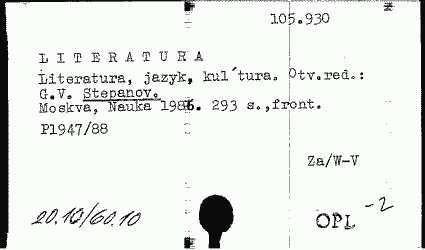 105.930
L I T E R A T U R A
Literatura, jazyk, kul´tura. Otv.red.:
G.V. Stepanov.
Moskva, Nauka 1986. 293 s.,front.
P1947/88
Za/W-V
20.10/60.10
OPL -2